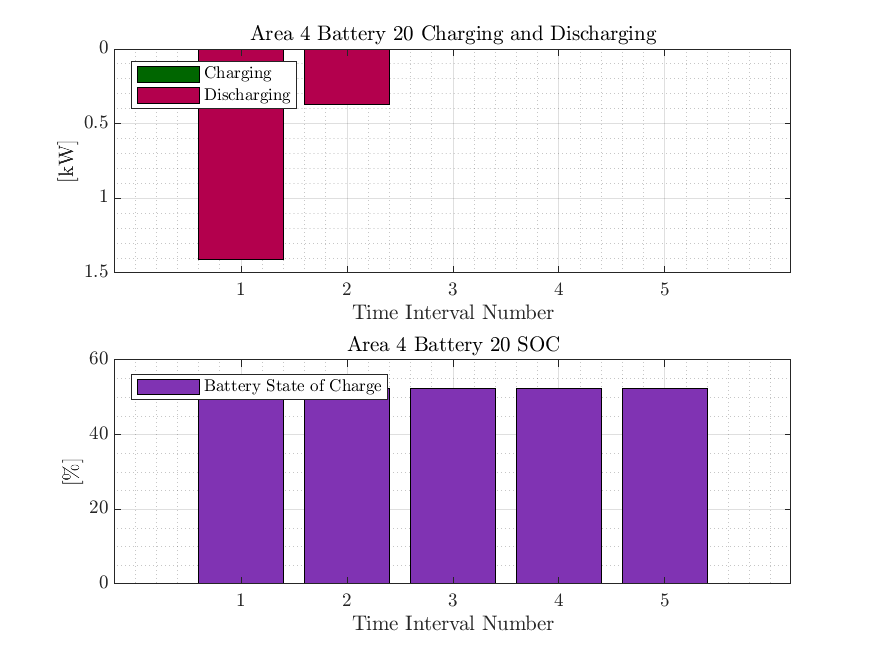 Area 4 Battery 20 Charging and Discharging
0
0.5
1
1.5
[kW]
Charging
Discharging
1 2 3 4 5
Time Interval Number
Area 4 Battery 20 SOC
60
40
20
0
[%]
Battery State of Charge
1 2 3 4 5
Time Interval Number